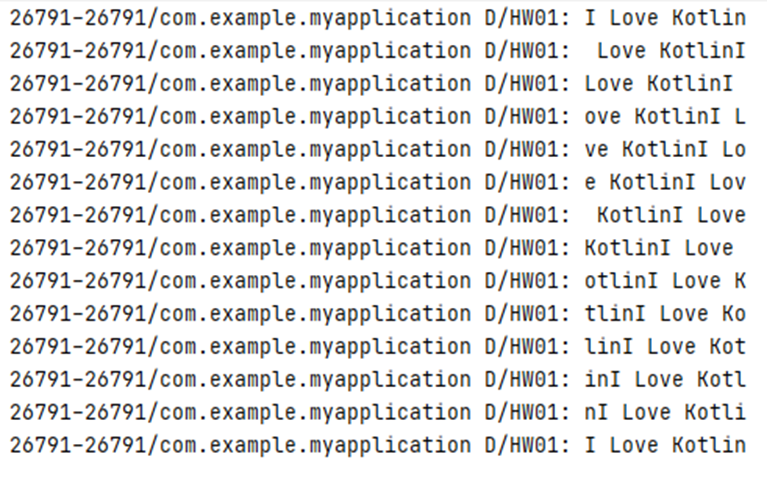 26791-26791/com.example.myapplication D/HW01: I Love Kotlin
26791-26791/com.example.myapplication D/HW01:  Love KotlinI
26791-26791/com.example.myapplication D/HW01: Love KotlinI 
26791-26791/com.example.myapplication D/HW01: ove KotlinI L
26791-26791/com.example.myapplication D/HW01: ve KotlinI Lo
26791-26791/com.example.myapplication D/HW01: e KotlinI Lov
26791-26791/com.example.myapplication D/HW01:  KotlinI Love
26791-26791/com.example.myapplication D/HW01: KotlinI Love 
26791-26791/com.example.myapplication D/HW01: otlinI Love K
26791-26791/com.example.myapplication D/HW01: tlinI Love Ko
26791-26791/com.example.myapplication D/HW01: linI Love Kot
26791-26791/com.example.myapplication D/HW01: inI Love Kotl
26791-26791/com.example.myapplication D/HW01: nI Love Kotli
26791-26791/com.example.myapplication D/HW01: I Love Kotlin